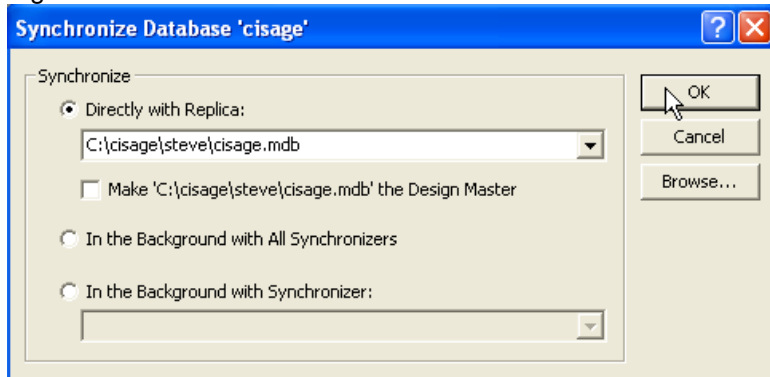 Synchronize Database 'cisage'
Synchronize
Directly with Replica:
C:\cisage\steve\cisage.mdb
Make 'C:\cisage\steve\cisage.mdb' the Design Master
In the Background with All Synchronizers
In the Background with Synchronizer:
OK
Cancel
Browse...